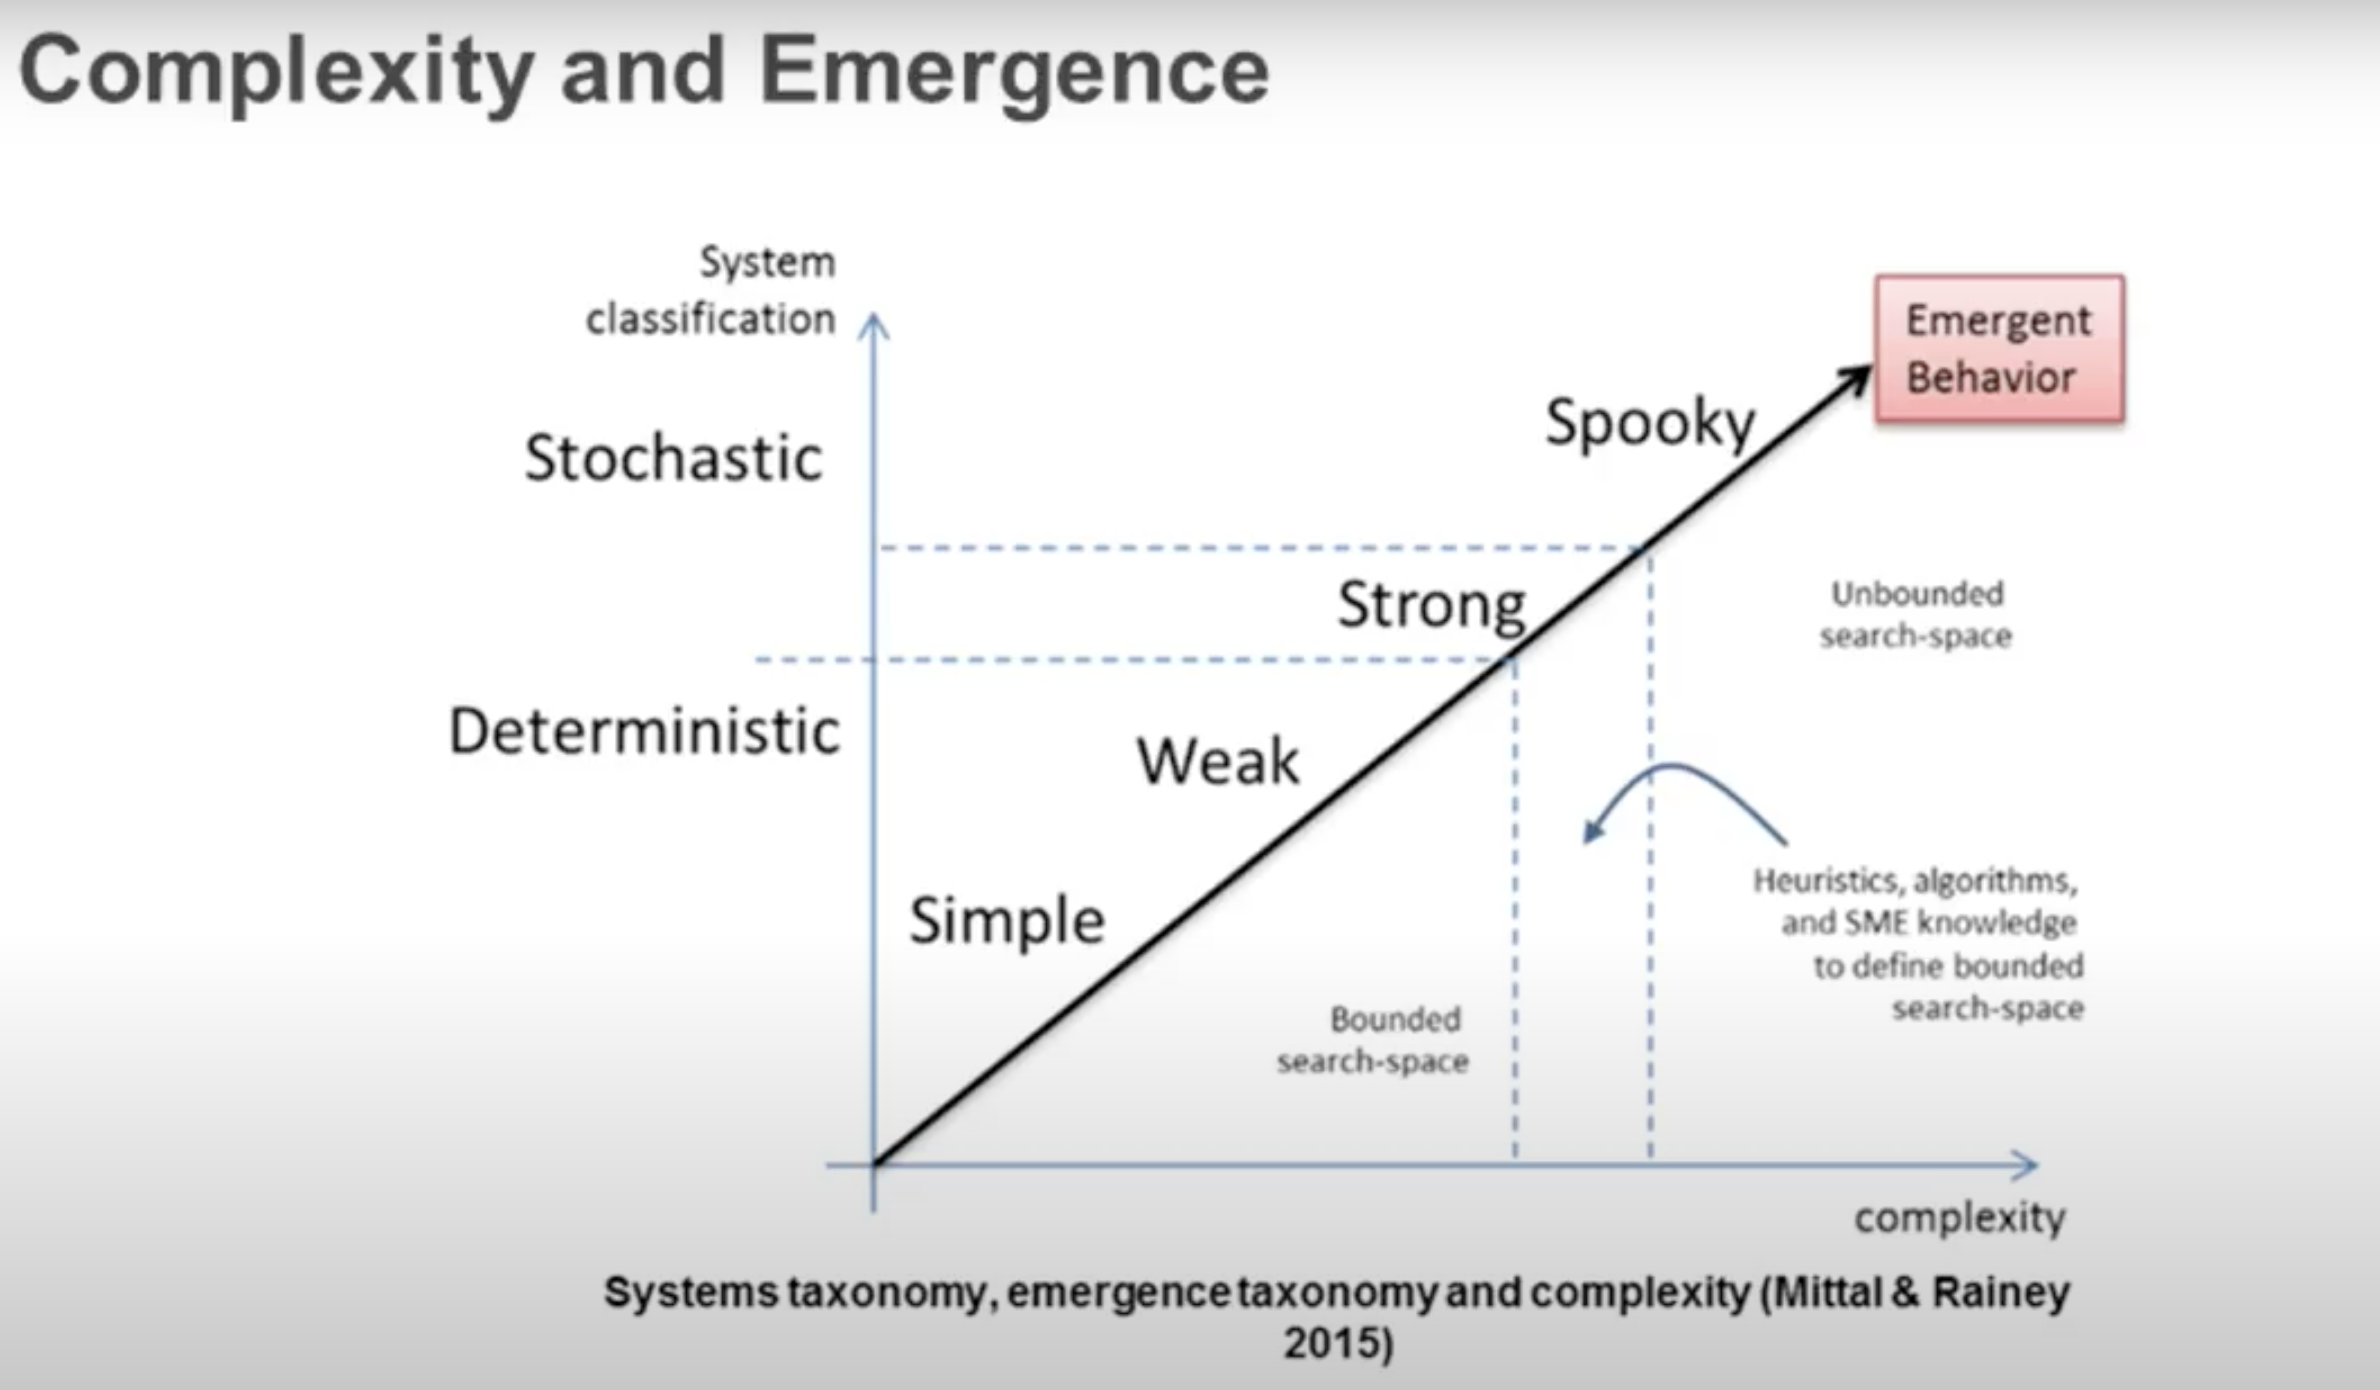 Complexity and Emergence
System
classification
Emergent
Behavior
Spooky
Stochastic
Strong
Unbounded
search-space
Deterministic
Weak
Heuristics, algorithms,
and SME knowledge
to define bounded
search-space
Simple
Bounded
search-space
complexity
Systems taxonomy, emergence taxonomy and complexity (Mittal & Rainey
2015)